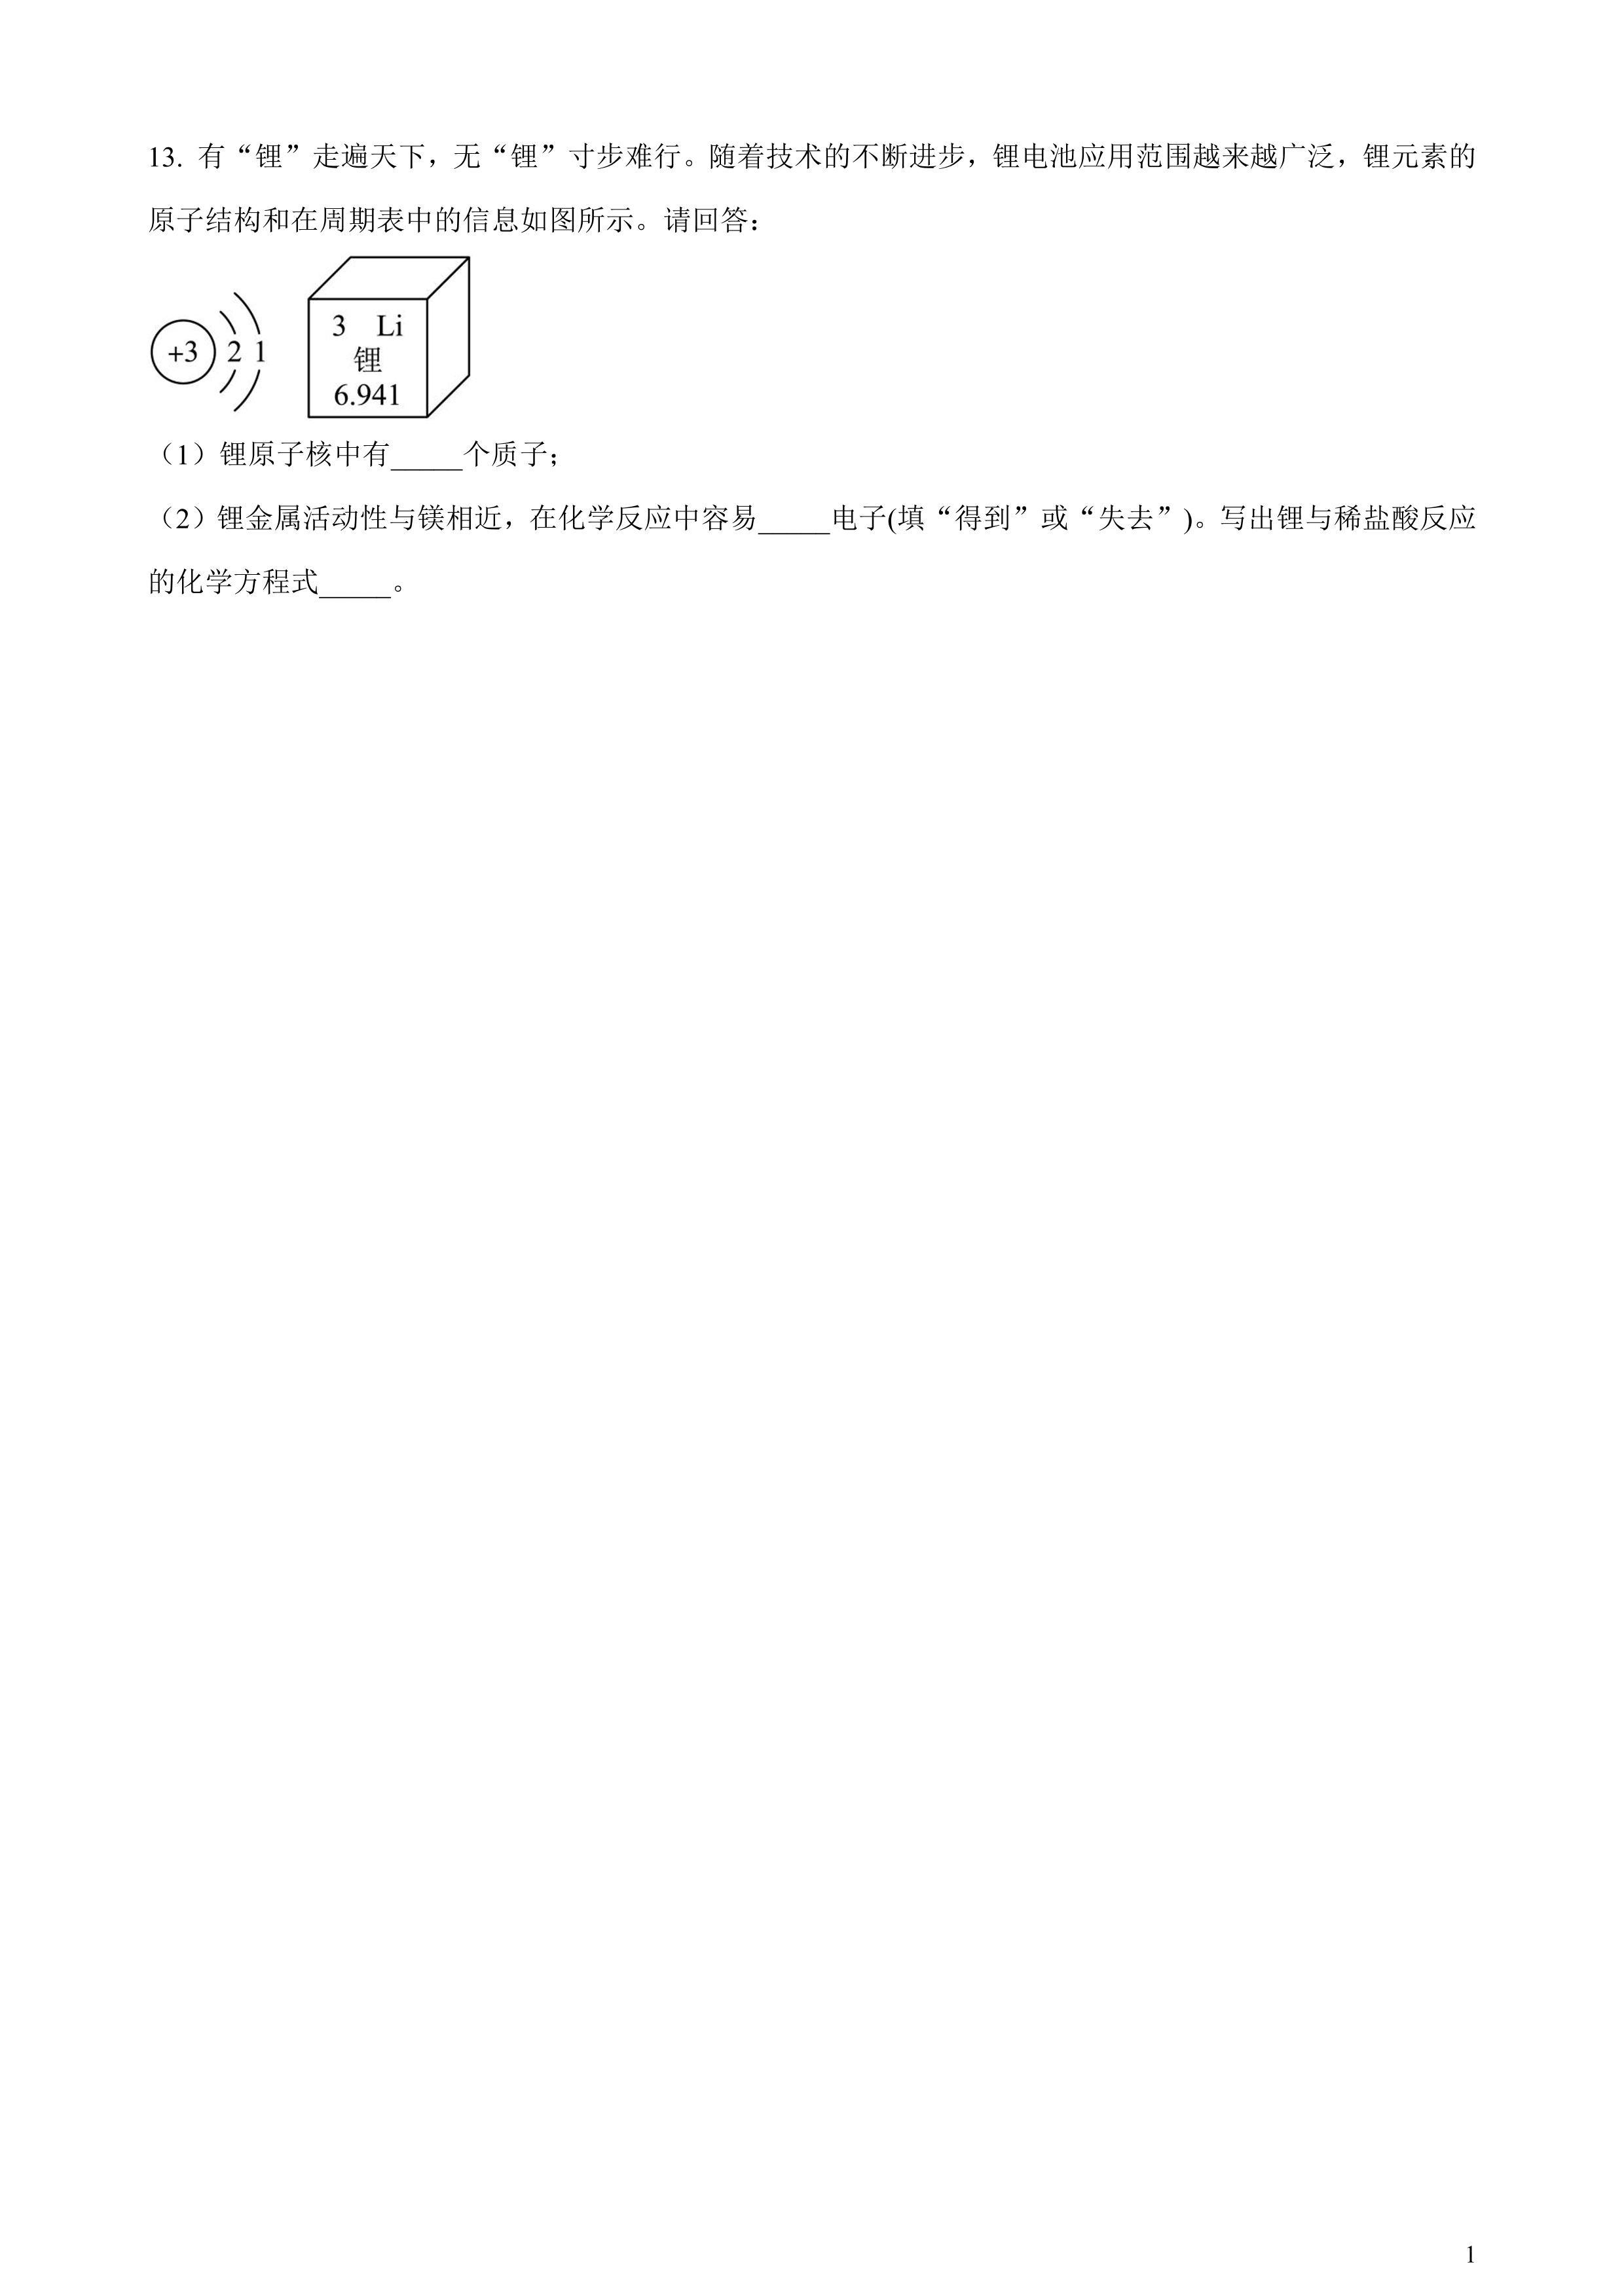 13. 有“锂”走遍天下，无“锂”寸步难行。随着技术的不断进步，锂电池应用范围越来越广泛，锂元素的
原子结构和在周期表中的信息如图所示。请回答：
+3 2 1
3 Li
锂
6.941
（1）锂原子核中有_____个质子；
（2）锂金属活动性与镁相近，在化学反应中容易_____电子(填“得到”或“失去”)。写出锂与稀盐酸反应
的化学方程式_____。
1